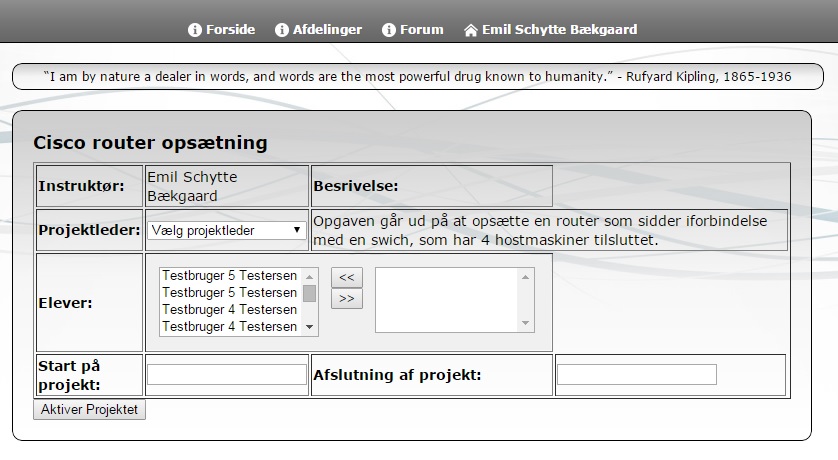 Forside Afdelinger Forum Emil Schytte Bækgaard
“I am by nature a dealer in words, and words are the most powerful drug known to humanity.” - Rufyard Kipling, 1865-1936
Cisco router opsætning
Instruktør:
Emil Schytte
Bækgaard
Besrivelse:
Projektleder:
Vælg projektleder
Opgaven går ud på at opsætte en router som sidder iforbindelse
med en swich, som har 4 hostmaskiner tilsluttet.
Elever:
Testbruger 5 Testersen
Testbruger 5 Testersen
Testbruger 4 Testersen
Testbruger 4 Testersen
<<
>>
Start på
projekt:
Afslutning af projekt:
Aktiver Projektet